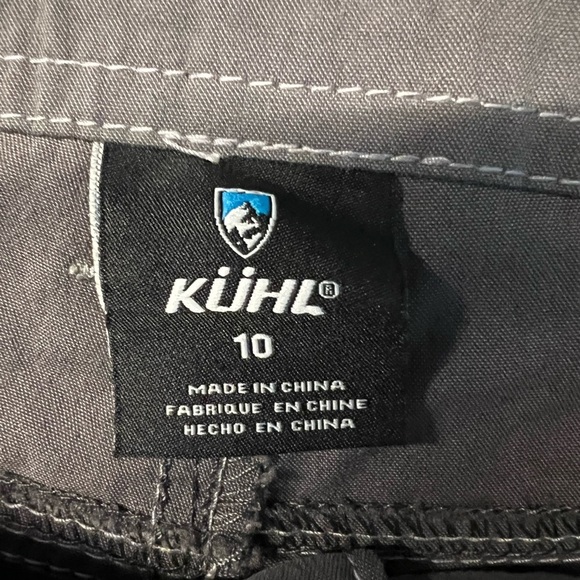 KÜHL®
10
MADE IN CHINA
FABRIQUE EN CHINE
HECHO EN CHINA